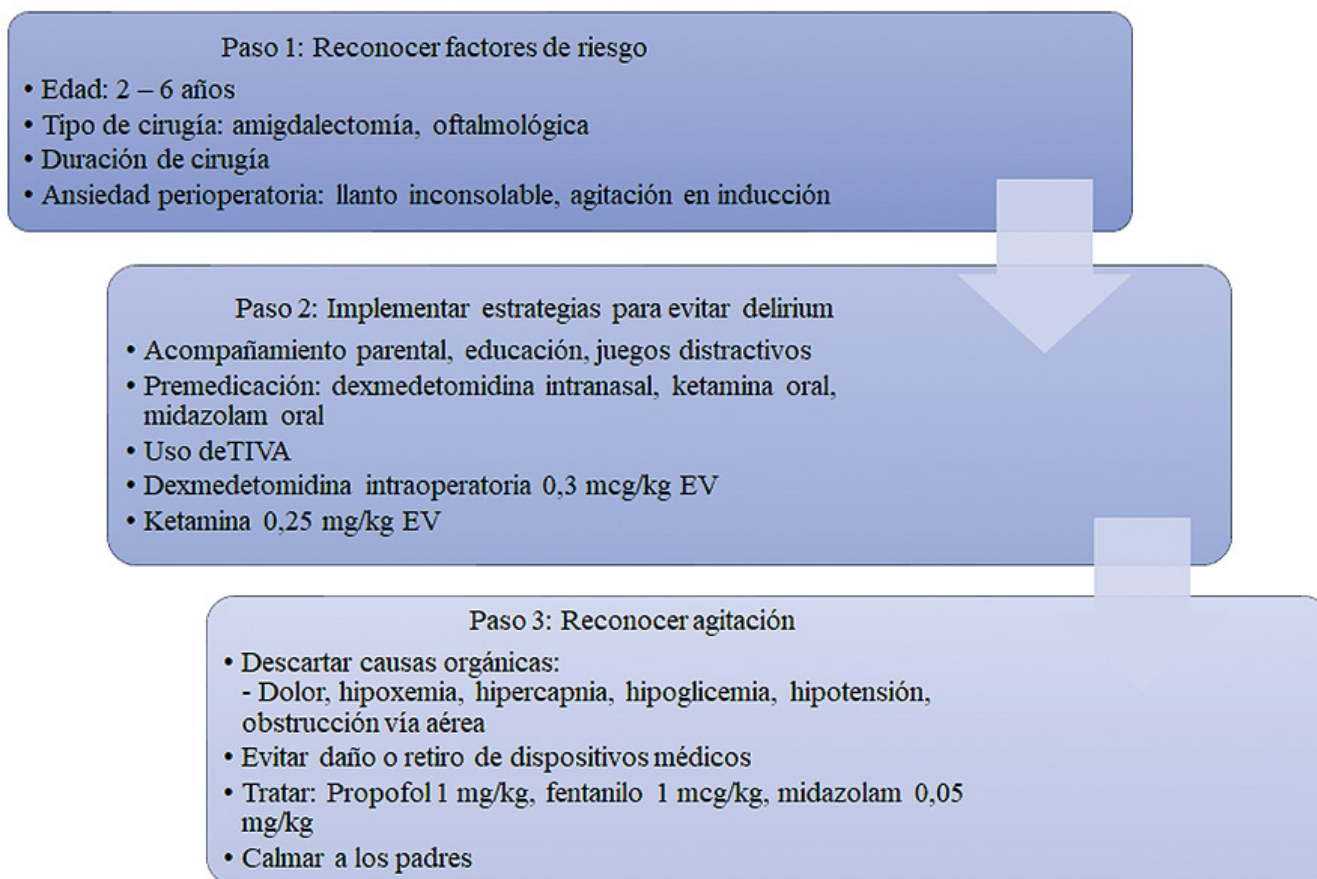 Paso 1: Reconocer factores de riesgo
• Edad: 2 – 6 años
• Tipo de cirugía: amigdalectomía, oftalmológica
• Duración de cirugía
• Ansiedad perioperatoria: llanto inconsolable, agitación en inducción
Paso 2: Implementar estrategias para evitar delirium
• Acompañamiento parental, educación, juegos distractivos
• Premedicación: dexmedetomidina intranasal, ketamina oral,
midazolam oral
• Uso deTIVA
• Dexmedetomidina intraoperatoria 0,3 mcg/kg EV
• Ketamina 0,25 mg/kg EV
Paso 3: Reconocer agitación
• Descartar causas orgánicas:
- Dolor, hipoxemia, hipercapnia, hipoglicemia, hipotensión,
obstrucción vía aérea
• Evitar daño o retiro de dispositivos médicos
• Tratar: Propofol 1 mg/kg, fentanilo 1 mcg/kg, midazolam 0,05
mg/kg
• Calmar a los padres